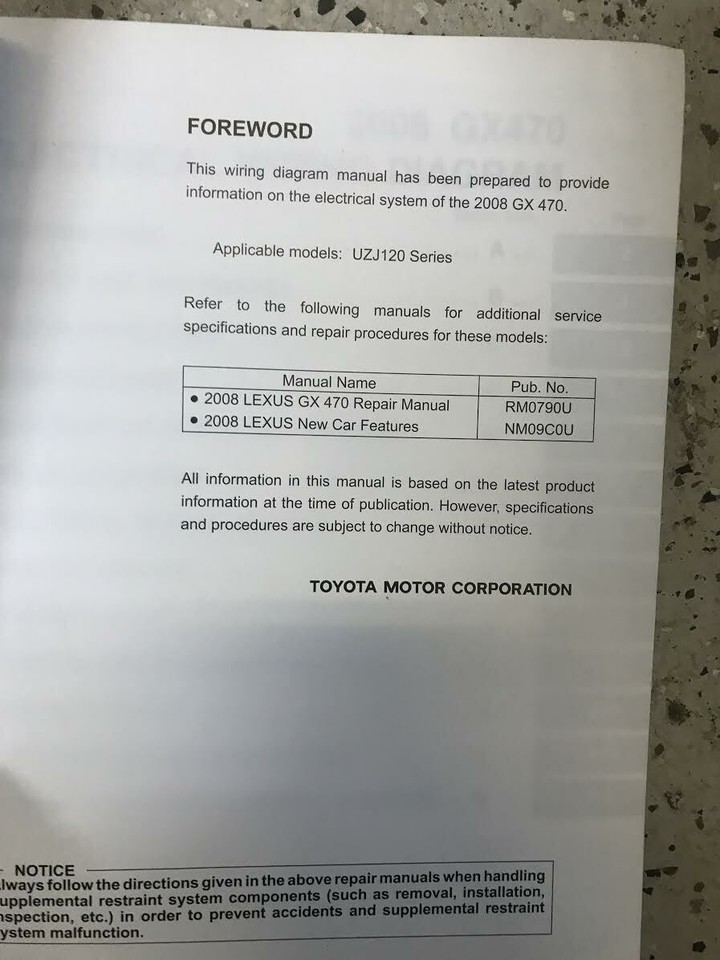 FOREWORD
This wiring diagram manual has been prepared to provide
information on the electrical system of the 2008 GX 470.
Applicable models: UZJ120 Series
Refer to the following manuals for additional service
specifications and repair procedures for these models:
Manual Name Pub. No.
● 2008 LEXUS GX 470 Repair Manual RM0790U
● 2008 LEXUS New Car Features NM09C0U
All information in this manual is based on the latest product
information at the time of publication. However, specifications
and procedures are subject to change without notice.
TOYOTA MOTOR CORPORATION
NOTICE
lways follow the directions given in the above repair manuals when handling
upplemental restraint system components (such as removal, installation,
nspection, etc.) in order to prevent accidents and supplemental restraint
ystem malfunction.